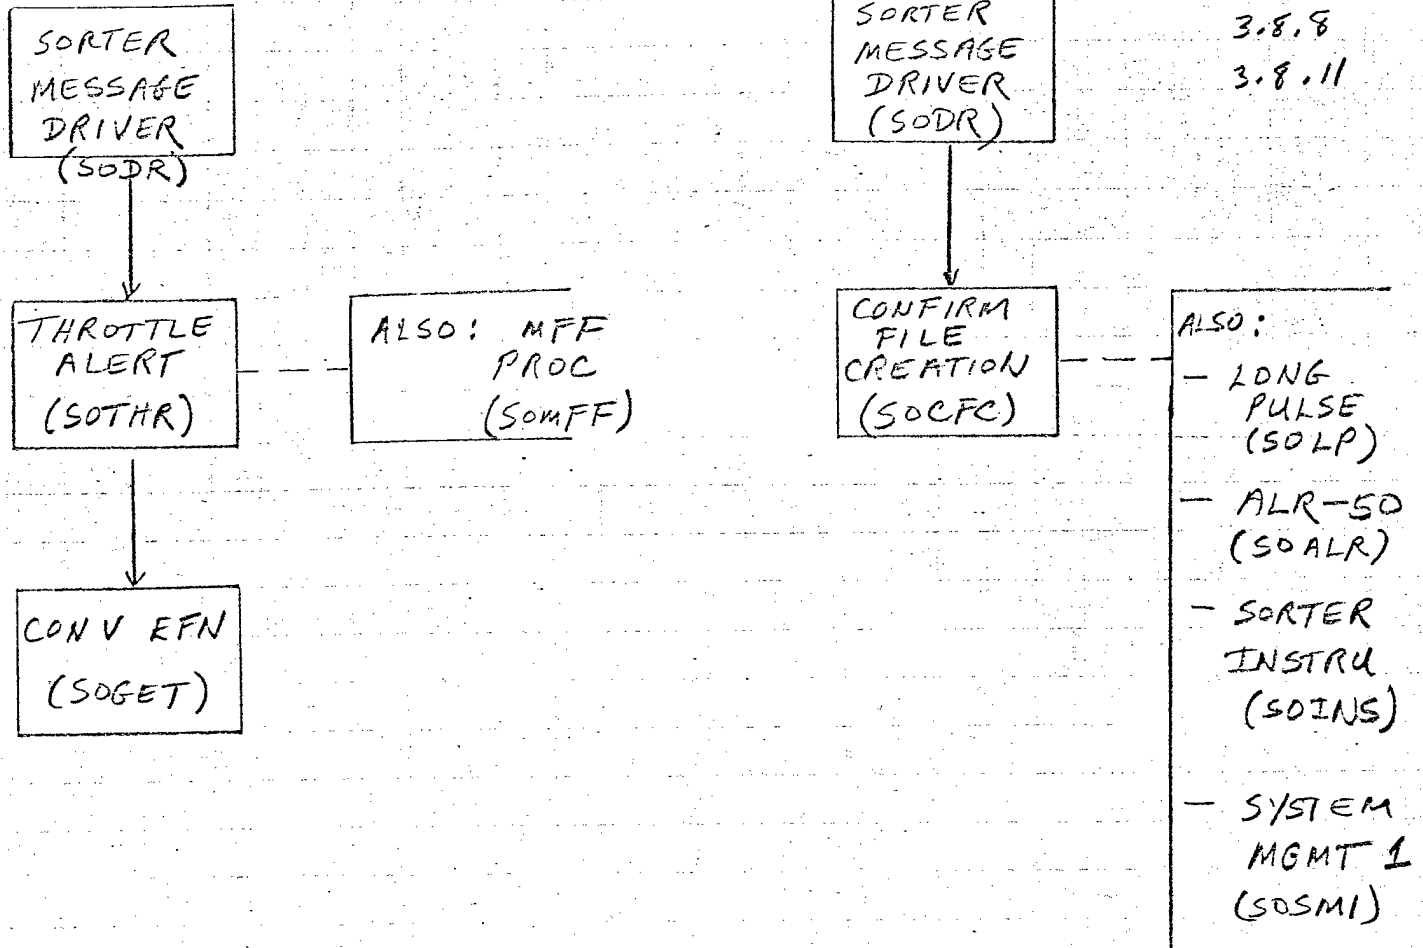 SORTER
MESSAGE
DRIVER
(SODR)
THROTTLE
ALERT
(SOTHR)
ALSO: MFF
PROC
(SOMFF)
CONV EFN
(SOGET)
SORTER
MESSAGE
DRIVER
(SODR)
3.8.8
3.8.11
CONFIRM
FILE
CREATION
(SOCFC)
ALSO:
- LONG
PULSE
(SOLP)
- ALR-50
(SOALR)
- SORTER
INSTRU
(SOINS)
- SYSTEM
MGMT 1
(SOSM1)